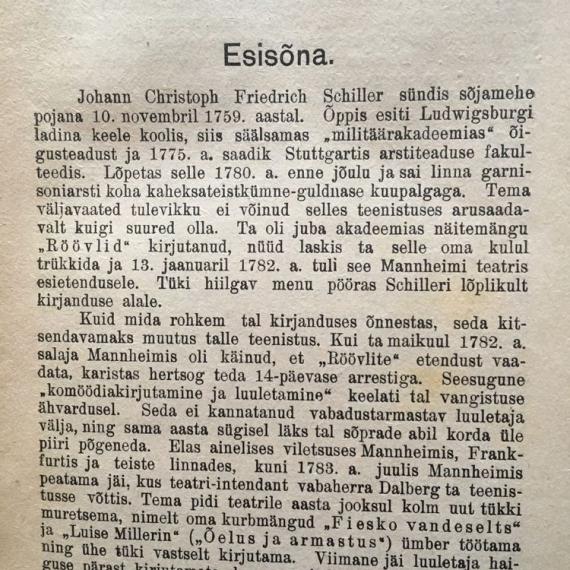 Esisõna.
Johann Christoph Friedrich Schiller sündis sõjamehe
pojana 10. novembril 1759. aastal. Õppis esiti Ludwigsburgi
ladina keele koolis, siis säälsamas „militäärakadeemias“ õi-
gusteadust ja 1775. a. saadik Stuttgartis arstiteaduse fakul-
teedis. Lõpetas selle 1780. a. enne jõulu ja sai linna garni-
soniarsti koha kaheksateistkümne-guldnase kuupalgaga. Tema
väljavaated tulevikku ei võinud selles teenistuses arusaada-
valt kuigi suured olla. Ta oli juba akadeemias näitemängu
„Röövlid“ kirjutanud, nüüd laskis ta selle oma kulul
trükkida ja 13. jaanuaril 1782. a. tuli see Mannheimi teatris
esietendusele. Tüki hiilgav menu pööras Schilleri lõplikult
kirjanduse alale.
Kuid mida rohkem tal kirjanduses õnnestas, seda kit-
sendavamaks muutus talle teenistus. Kui ta maikuul 1782. a.
salaja Mannheimis oli käinud, et „Röövlite“ etendust vaa-
data, karistas hertsog teda 14-päevase arrestiga. Seesugune
„komöödiakirjutamine ja luuletamine“ keelati tal vangistuse
ähvardusel. Seda ei kannatanud vabadustarmastav luuletaja
välja, ning sama aasta sügisel läks tal sõprade abil korda üle
piiri põgeneda. Elas ainelises viletsuses Mannheimis, Frank-
furtis ja teiste linnades, kuni 1783. a. juulis Mannheimis
peatama jäi, kus teatri-intendant vabaherra Dalberg ta teenis-
tusse võttis. Tema pidi teatrile aasta jooksul kolm uut tükki
muretsema, nimelt oma kurbmängud „Fiesko vandeselts“
ja „Luise Millerin“ („Õelus ja armastus“) ümber töötama
ning ühe tüki vastselt kirjutama. Viimane jäi luuletaja hai-
guse pärast